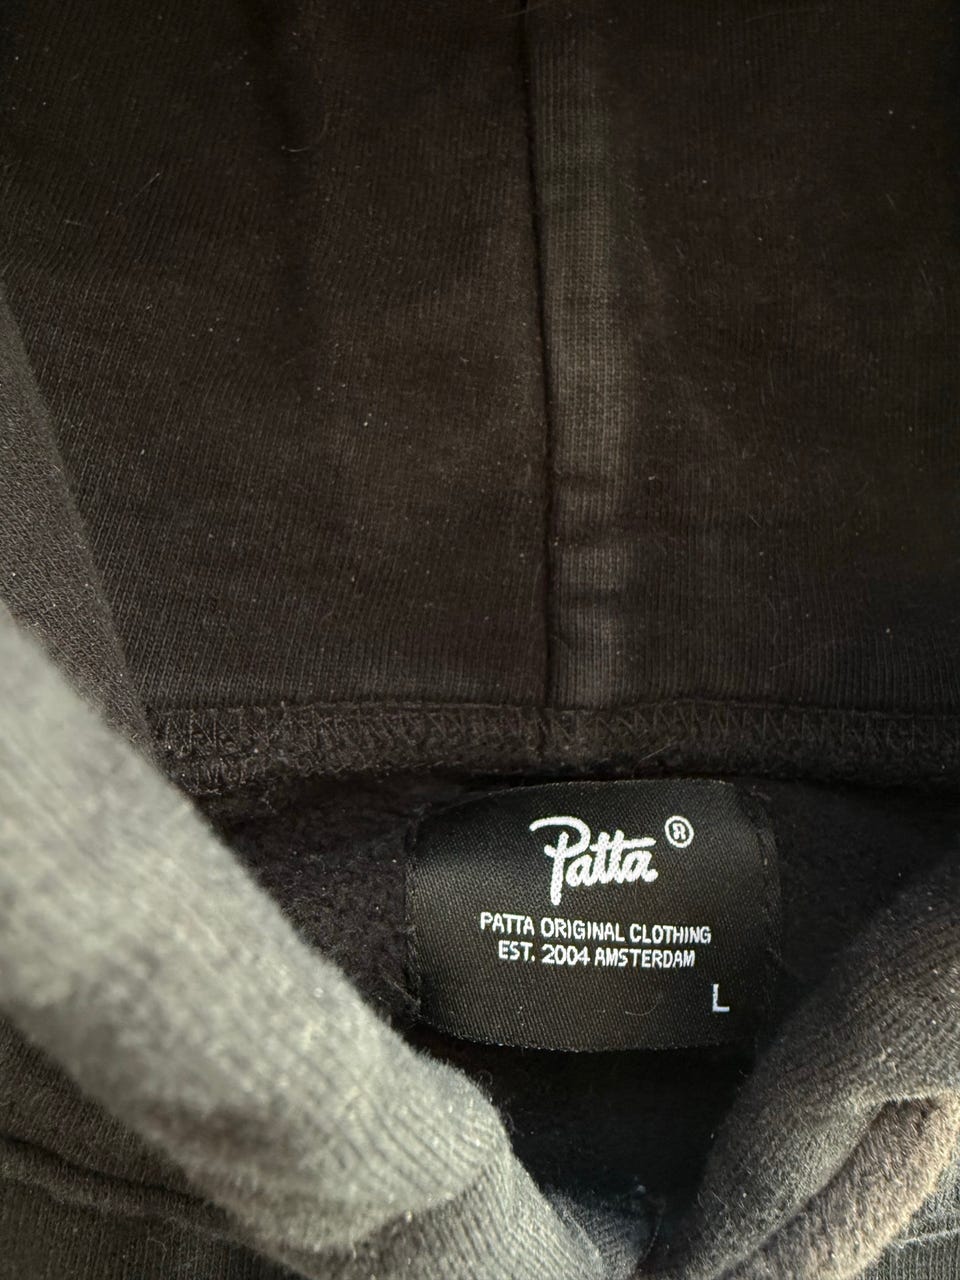 Patta ®
PATTA ORIGINAL CLOTHING
EST. 2004 AMSTERDAM
L